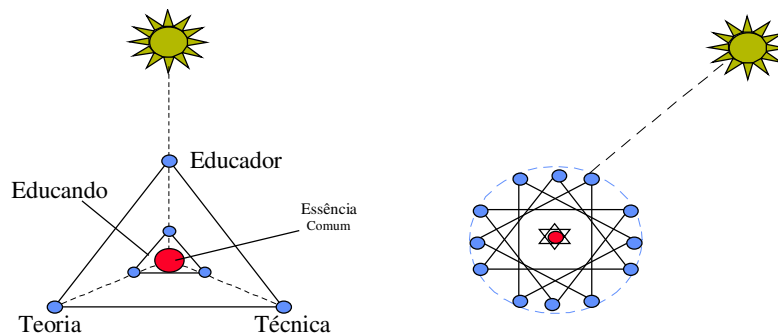 Educador
Educando
Essência
Comum
Teoria
Técnica